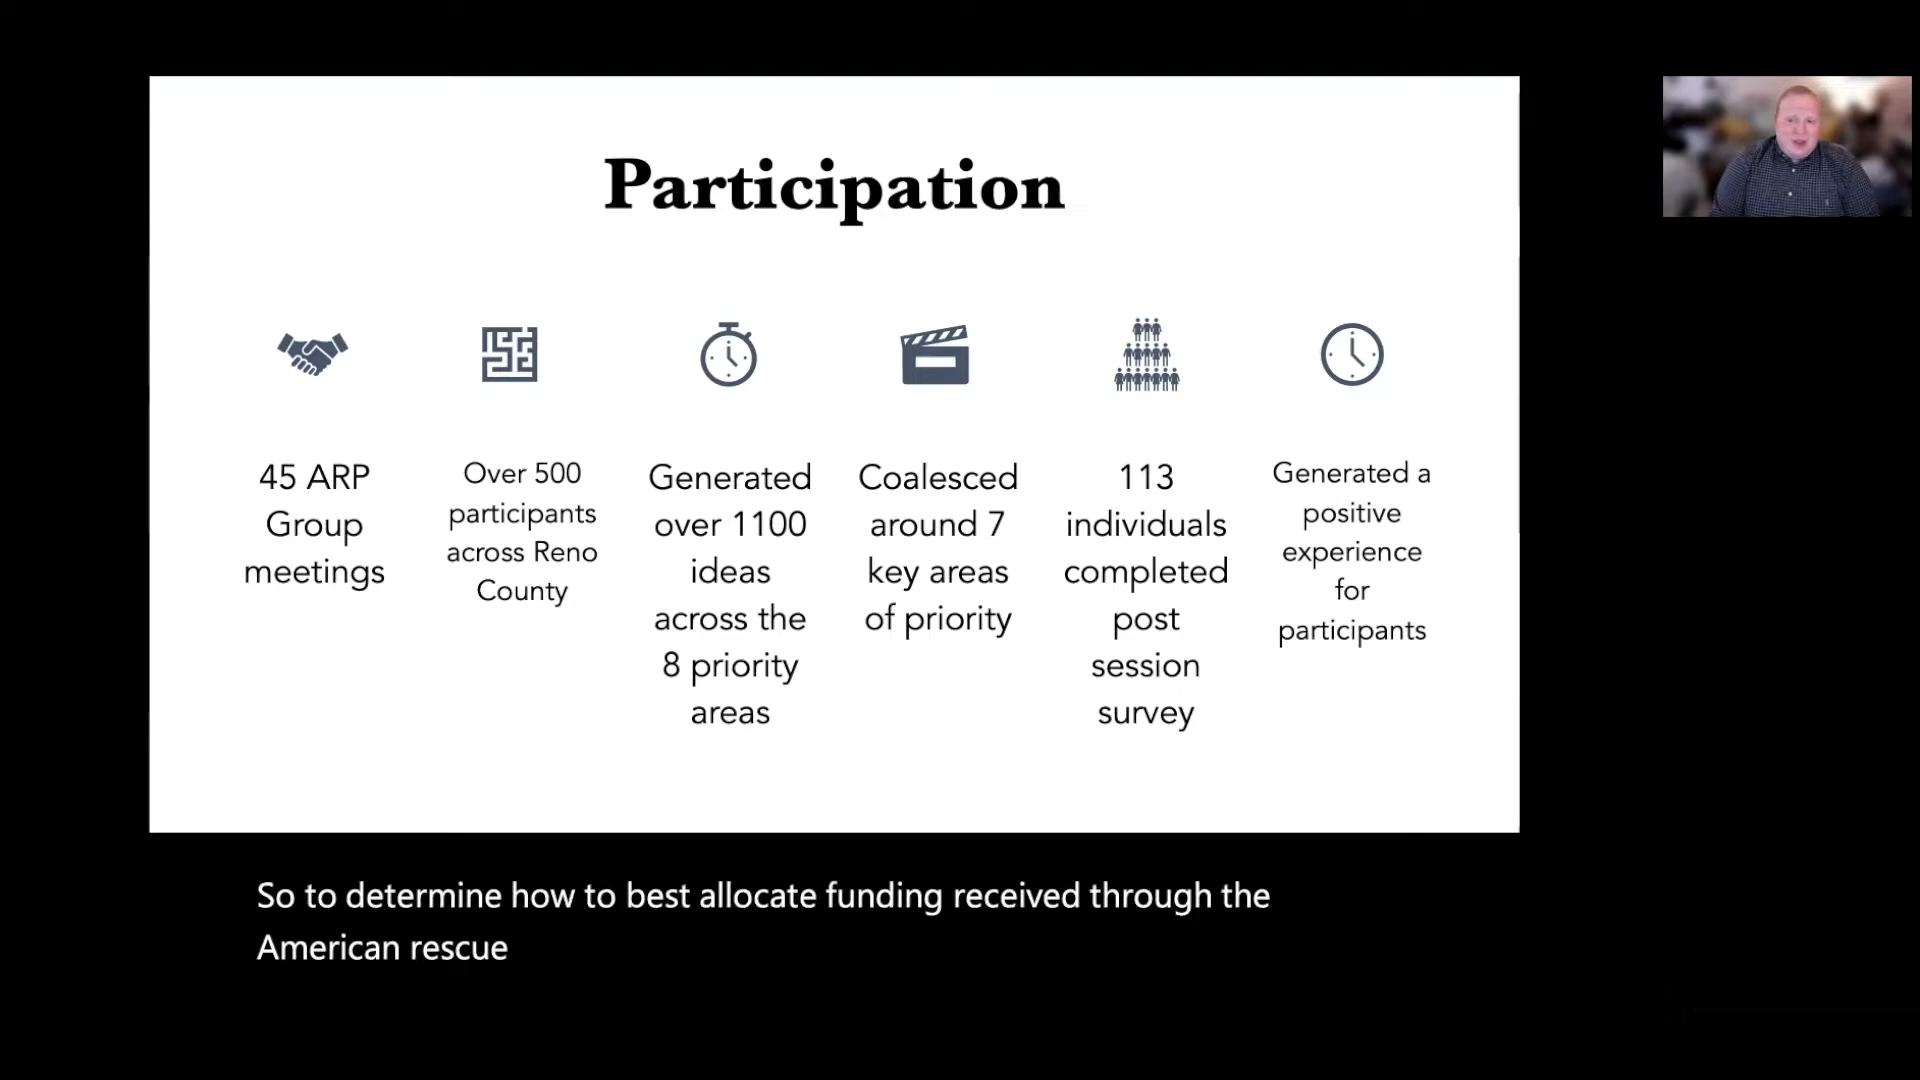 Participation
45 ARP
Group
meetings
Over 500
participants
across Reno
County
Generated
over 1100
ideas
across the
8 priority
areas
Coalesced
around 7
key areas
of priority
113
individuals
completed
post
session
survey
Generated a
positive
experience
for
participants
So to determine how to best allocate funding received through the
American rescue